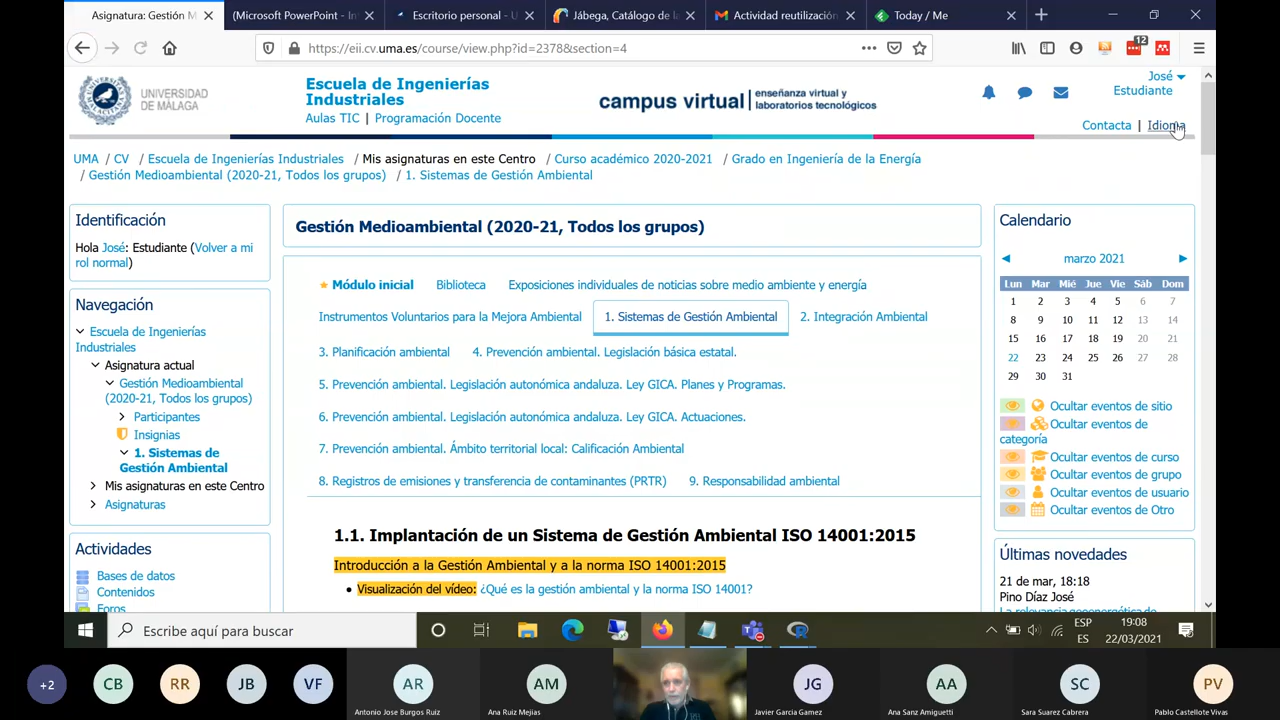 Asignatura: Gestión M
(Microsoft PowerPoint - In
Escritorio personal - U
Jábega, Catálogo de la
Actividad reutilización
Today / Me
https://eii.cv.uma.es/course/view.php?id=2378&section=4
12
UNIVERSIDAD
DE MÁLAGA
Escuela de Ingenierías
Industriales
Aulas TIC | Programación Docente
campus virtual
enseñanza virtual y
laboratorios tecnológicos
José
Estudiante
Contacta | Idioma
UMA / CV / Escuela de Ingenierías Industriales / Mis asignaturas en este Centro / Curso académico 2020-2021 / Grado en Ingeniería de la Energía
/ Gestión Medioambiental (2020-21, Todos los grupos) / 1. Sistemas de Gestión Ambiental
Identificación
Hola José: Estudiante (Volver a mi
rol normal)
Navegación
Escuela de Ingenierías
Industriales
Asignatura actual
Gestión Medioambiental
(2020-21, Todos los grupos)
Participantes
Insignias
1. Sistemas de
Gestión Ambiental
Mis asignaturas en este Centro
Asignaturas
Actividades
Bases de datos
Contenidos
Foros
Gestión Medioambiental (2020-21, Todos los grupos)
Módulo inicial
Biblioteca
Exposiciones individuales de noticias sobre medio ambiente y energía
Instrumentos Voluntarios para la Mejora Ambiental
1. Sistemas de Gestión Ambiental
2. Integración Ambiental
3. Planificación ambiental
4. Prevención ambiental. Legislación básica estatal.
5. Prevención ambiental. Legislación autonómica andaluza. Ley GICA. Planes y Programas.
6. Prevención ambiental. Legislación autonómica andaluza. Ley GICA. Actuaciones.
7. Prevención ambiental. Ámbito territorial local: Calificación Ambiental
8. Registros de emisiones y transferencia de contaminantes (PRTR)
9. Responsabilidad ambiental
1.1. Implantación de un Sistema de Gestión Ambiental ISO 14001:2015
Introducción a la Gestión Ambiental y a la norma ISO 14001:2015
• Visualización del vídeo: ¿Qué es la gestión ambiental y la norma ISO 14001?
Calendario
◄ marzo 2021 ►
Lun Mar Mié Jue Vie Sáb Dom
1 2 3 4 5 6 7
8 9 10 11 12 13 14
15 16 17 18 19 20 21
22 23 24 25 26 27 28
29 30 31
Ocultar eventos de sitio
Ocultar eventos de
categoría
Ocultar eventos de curso
Ocultar eventos de grupo
Ocultar eventos de usuario
Ocultar eventos de Otro
Últimas novedades
21 de mar, 18:18
Pino Díaz José
La relevancia geoenergética de
Escribe aquí para buscar
ESP
ES
19:08
22/03/2021
+2
CB
RR
JB
VF
AR
Antonio Jose Burgos Ruiz
AM
Ana Ruiz Mejias
JG
Javier Garcia Gamez
AA
Ana Sanz Amiguetti
SC
Sara Suarez Cabrera
PV
Pablo Castellote Vivas